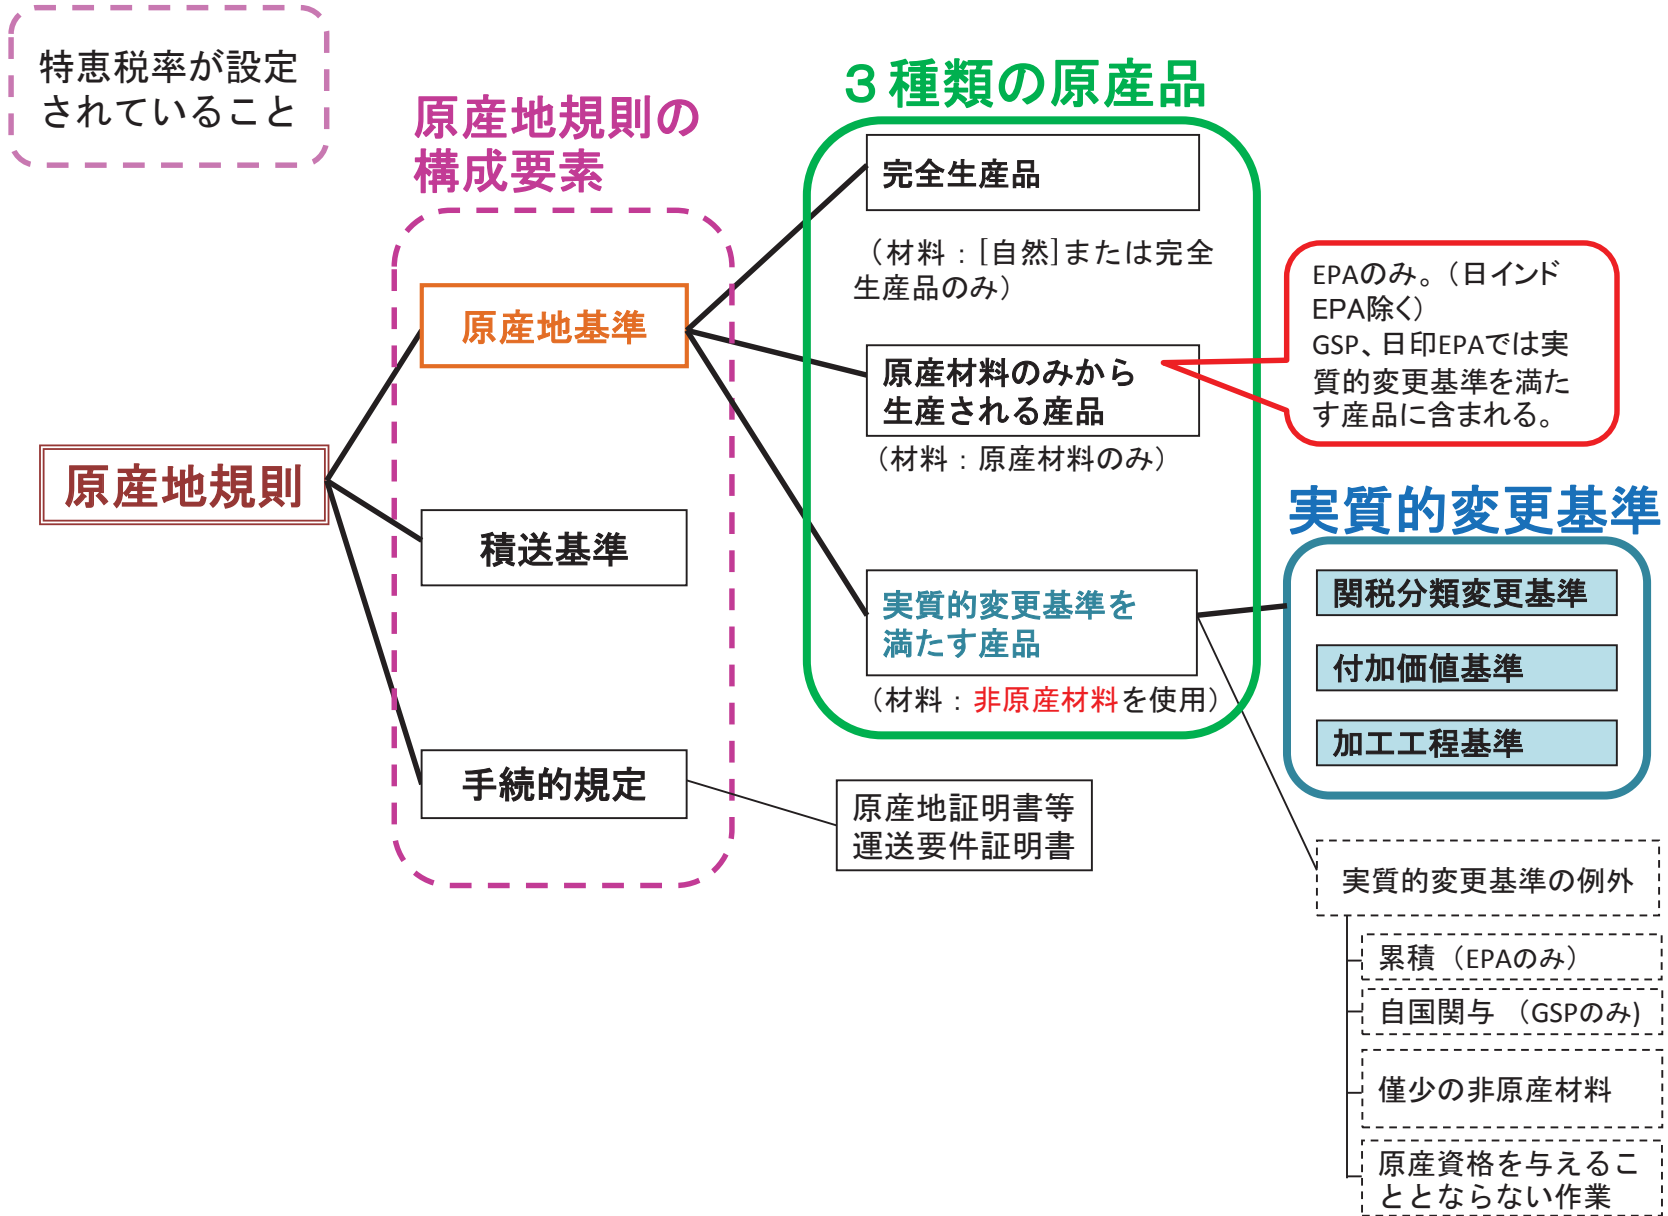 特恵税率が設定
されていること
原産地規則の
構成要素
3種類の原産品
原産地規則
原産地基準
積送基準
手続的規定
原産地証明書等
運送要件証明書
完全生産品
（材料：[自然]または完全
生産品のみ）
原産材料のみから
生産される産品
（材料：原産材料のみ）
実質的変更基準を
満たす産品
（材料：非原産材料を使用）
EPAのみ。（日インド
EPA除く）
GSP、日印EPAでは実
質的変更基準を満た
す産品に含まれる。
実質的変更基準
関税分類変更基準
付加価値基準
加工工程基準
実質的変更基準の例外
累積（EPAのみ）
自国関与（GSPのみ)
僅少の非原産材料
原産資格を与えるこ
ととならない作業